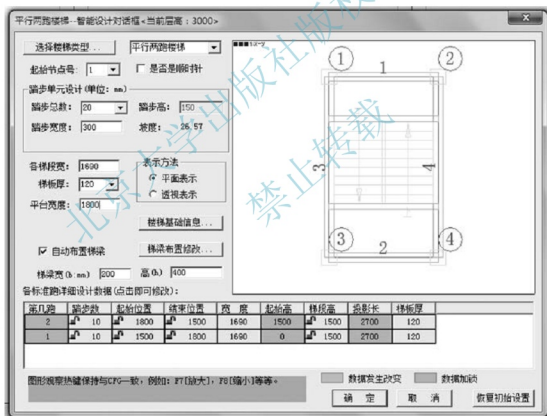 平行两跑楼梯--智能设计对话框<当前层高：3000>
选择楼梯类型 . . . 平行两跑楼梯
起始节点号： 1 是否是顺时针
踏步单元设计(单位：mm)
踏步总数： 20 踏步高： 150
踏步宽度： 300 坡度： 26.57
各梯段宽： 1690
梯板厚： 120
平台宽度： 1800
表示方法
平面表示
透视表示
楼梯基础信息...
自动布置梯梁 梯梁布置修改...
梯梁宽(b:mm) 200 高(h) 400
1 2
1
3 4
3 4
2
各标准跑详细设计数据(点击即可修改)：
第几跑 踏步数 起始位置 结束位置 宽 度 起始高 梯段高 投影长 梯板厚
2 10 1800 1500 1690 1500 1500 2700 120
1 10 1500 1800 1690 0 1500 2700 120
图形观察热键保持与CFG一致，例如：F7[放大]，F8[缩小]等等。
数据发生改变 数据加锁
确 定 取 消 恢复初始设置
北京大学出版社版权
禁止转载